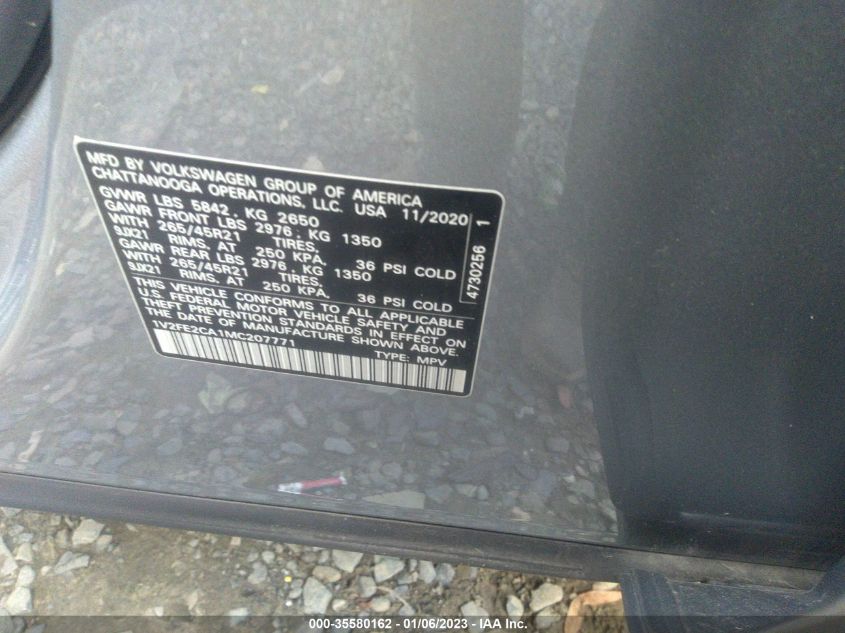 MFD BY VOLKSWAGEN GROUP OF AMERICA
CHATTANOOGA OPERATIONS, LLC. USA 11/2020
GVWR LBS 5842 . KG 2650
GAWR FRONT LBS 2976 . KG 1350
WITH 265/45R21 TIRES,
9JX21 RIMS. AT 250 KPA. 36 PSI COLD
GAWR REAR LBS 2976 . KG 1350
WITH 265/45R21 TIRES,
9JX21 RIMS. AT 250 KPA. 36 PSI COLD
THIS VEHICLE CONFORMS TO ALL APPLICABLE
U.S. FEDERAL MOTOR VEHICLE SAFETY AND
THEFT PREVENTION STANDARDS IN EFFECT ON
THE DATE OF MANUFACTURE SHOWN ABOVE.
1V2FE2CA1MC207771 TYPE: MPV
4730256 1
000-35580162 - 01/06/2023 - IAA Inc.